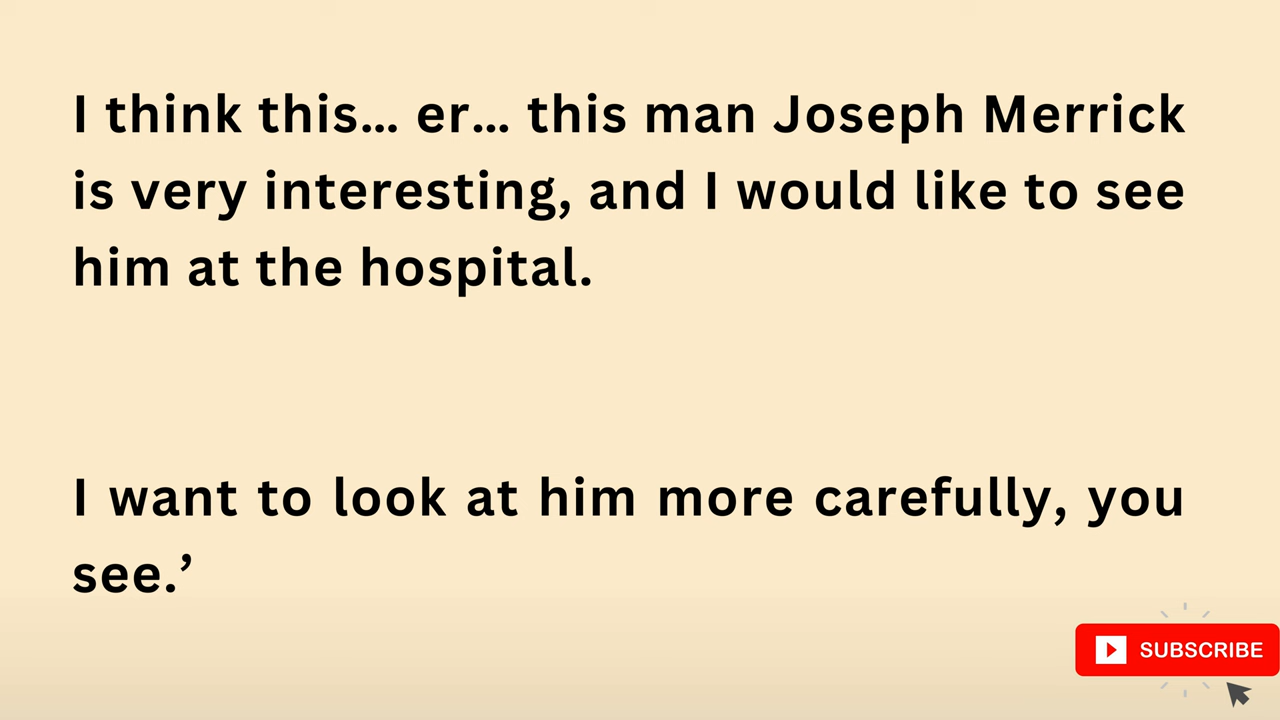 I think this... er... this man Joseph Merrick
is very interesting, and I would like to see
him at the hospital.
I want to look at him more carefully, you
see.’
SUBSCRIBE